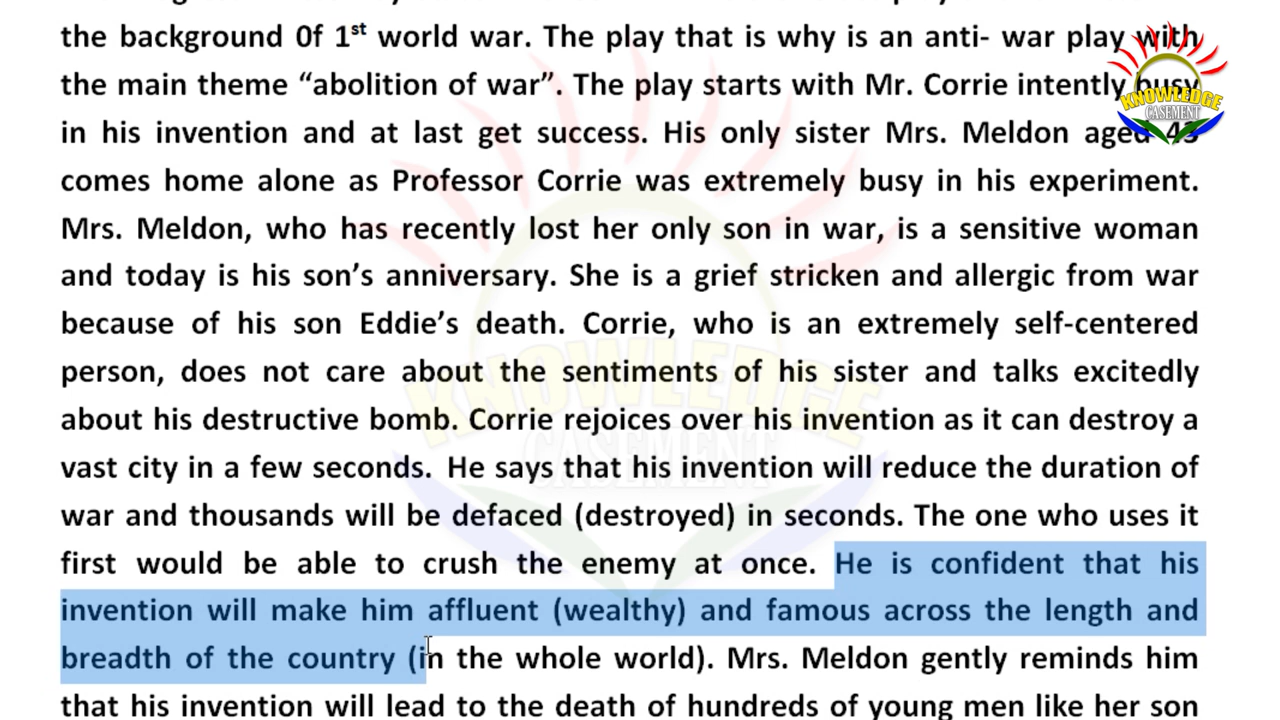 the background 0f 1st world war. The play that is why is an anti- war play with
the main theme “abolition of war”. The play starts with Mr. Corrie intently busy
in his invention and at last get success. His only sister Mrs. Meldon aged 43
comes home alone as Professor Corrie was extremely busy in his experiment.
Mrs. Meldon, who has recently lost her only son in war, is a sensitive woman
and today is his son’s anniversary. She is a grief stricken and allergic from war
because of his son Eddie’s death. Corrie, who is an extremely self-centered
person, does not care about the sentiments of his sister and talks excitedly
about his destructive bomb. Corrie rejoices over his invention as it can destroy a
vast city in a few seconds. He says that his invention will reduce the duration of
war and thousands will be defaced (destroyed) in seconds. The one who uses it
first would be able to crush the enemy at once. He is confident that his
invention will make him affluent (wealthy) and famous across the length and
breadth of the country (in the whole world). Mrs. Meldon gently reminds him
that his invention will lead to the death of hundreds of young men like her son
KNOWLEDGE
CASEMENT
KNOWLEDGE
CASEMENT